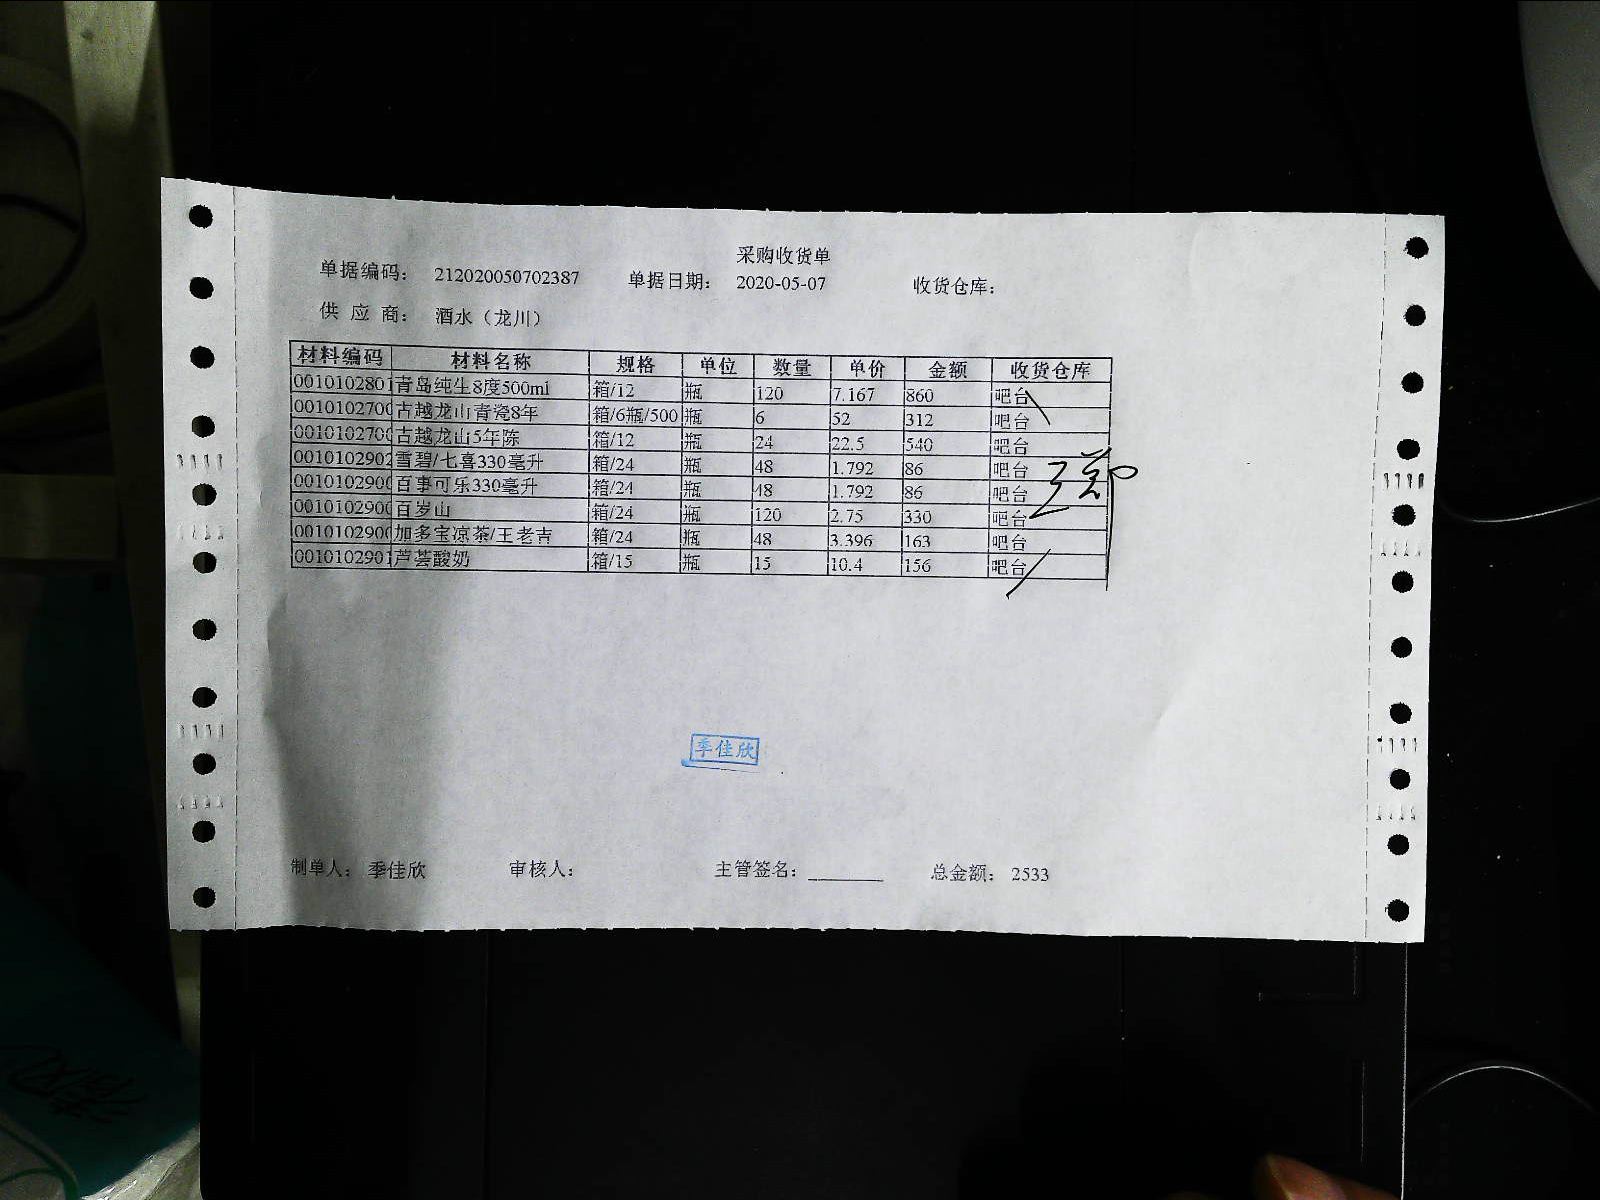 采购收货单
单据编码： 212020050702387 单据日期： 2020-05-07 收货仓库：
供 应 商： 酒水（龙川）
材料编码 材料名称 规格 单位 数量 单价 金额 收货仓库
0010102801 青岛纯生8度500ml 箱/12 瓶 120 7.167 860 吧台
001010270 古越龙山青瓷8年 箱/6瓶/500 瓶 6 52 312 吧台
001010270 古越龙山5年陈 箱/12 瓶 24 22.5 540 吧台
0010102902 雪碧/七喜330毫升 箱/24 瓶 48 1.792 86 吧台
001010290 百事可乐330毫升 箱/24 瓶 48 1.792 86 吧台
001010290 百岁山 箱/24 瓶 120 2.75 330 吧台
001010290 加多宝凉茶/王老吉 箱/24 瓶 48 3.396 163 吧台
0010102901 芦荟酸奶 箱/15 瓶 15 10.4 156 吧台
季佳欣
制单人： 季佳欣 审核人： 主管签名： 总金额： 2533